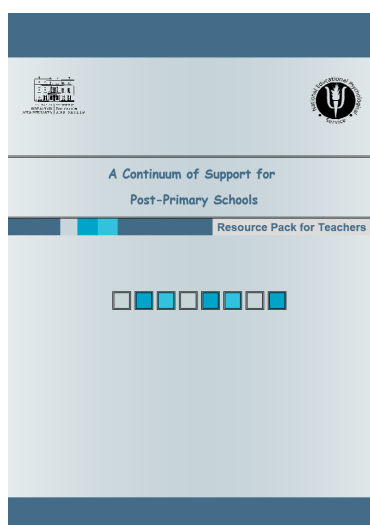 National Educational Psychological
Service
A Continuum of Support for
Post-Primary Schools
Resource Pack for Teachers